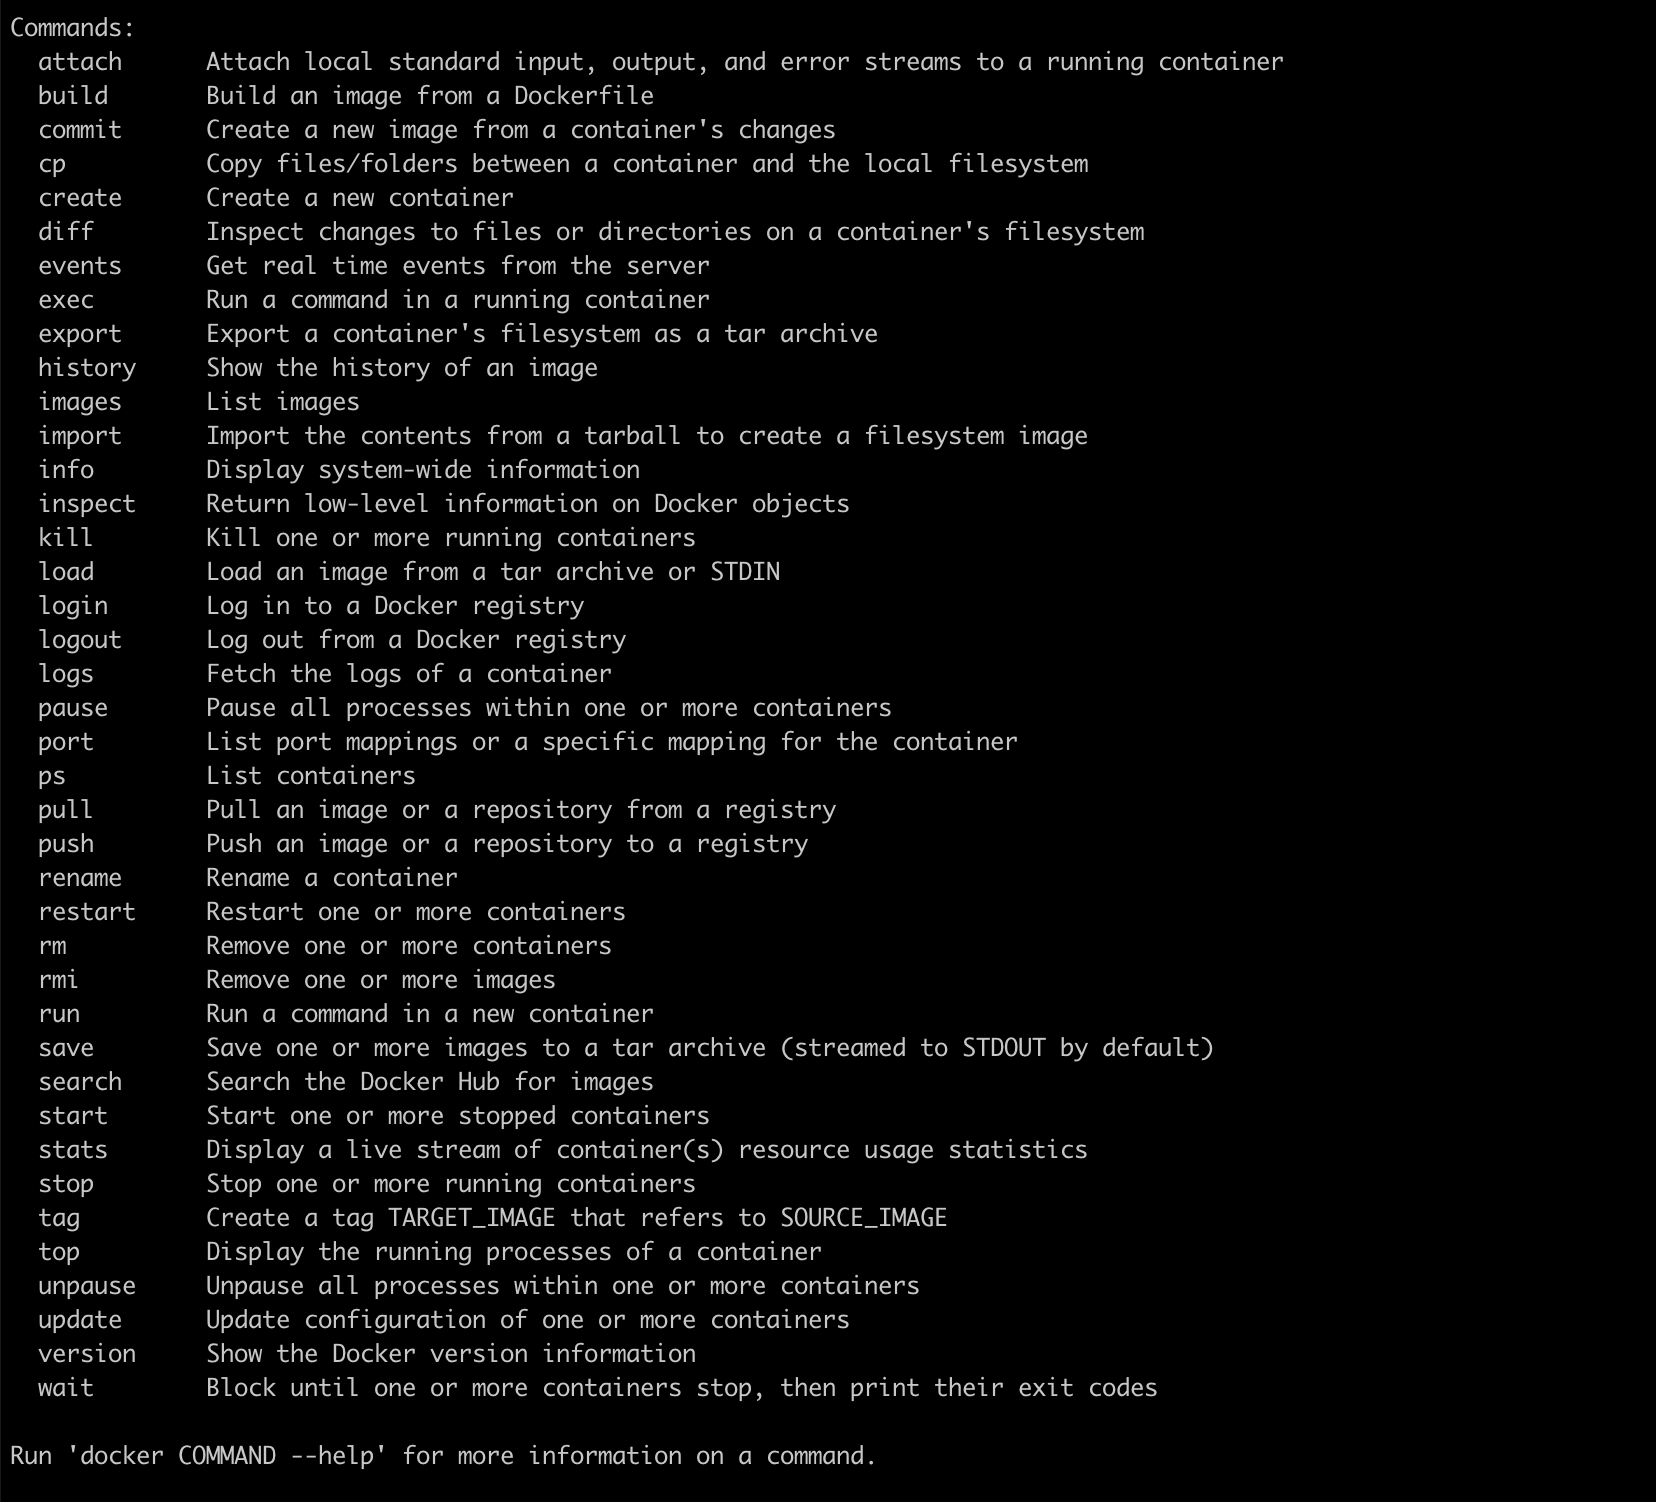 Commands:
  attach      Attach local standard input, output, and error streams to a running container
  build       Build an image from a Dockerfile
  commit      Create a new image from a container's changes
  cp          Copy files/folders between a container and the local filesystem
  create      Create a new container
  diff        Inspect changes to files or directories on a container's filesystem
  events      Get real time events from the server
  exec        Run a command in a running container
  export      Export a container's filesystem as a tar archive
  history     Show the history of an image
  images      List images
  import      Import the contents from a tarball to create a filesystem image
  info        Display system-wide information
  inspect     Return low-level information on Docker objects
  kill        Kill one or more running containers
  load        Load an image from a tar archive or STDIN
  login       Log in to a Docker registry
  logout      Log out from a Docker registry
  logs        Fetch the logs of a container
  pause       Pause all processes within one or more containers
  port        List port mappings or a specific mapping for the container
  ps          List containers
  pull        Pull an image or a repository from a registry
  push        Push an image or a repository to a registry
  rename      Rename a container
  restart     Restart one or more containers
  rm          Remove one or more containers
  rmi         Remove one or more images
  run         Run a command in a new container
  save        Save one or more images to a tar archive (streamed to STDOUT by default)
  search      Search the Docker Hub for images
  start       Start one or more stopped containers
  stats       Display a live stream of container(s) resource usage statistics
  stop        Stop one or more running containers
  tag         Create a tag TARGET_IMAGE that refers to SOURCE_IMAGE
  top         Display the running processes of a container
  unpause     Unpause all processes within one or more containers
  update      Update configuration of one or more containers
  version     Show the Docker version information
  wait        Block until one or more containers stop, then print their exit codes

Run 'docker COMMAND --help' for more information on a command.